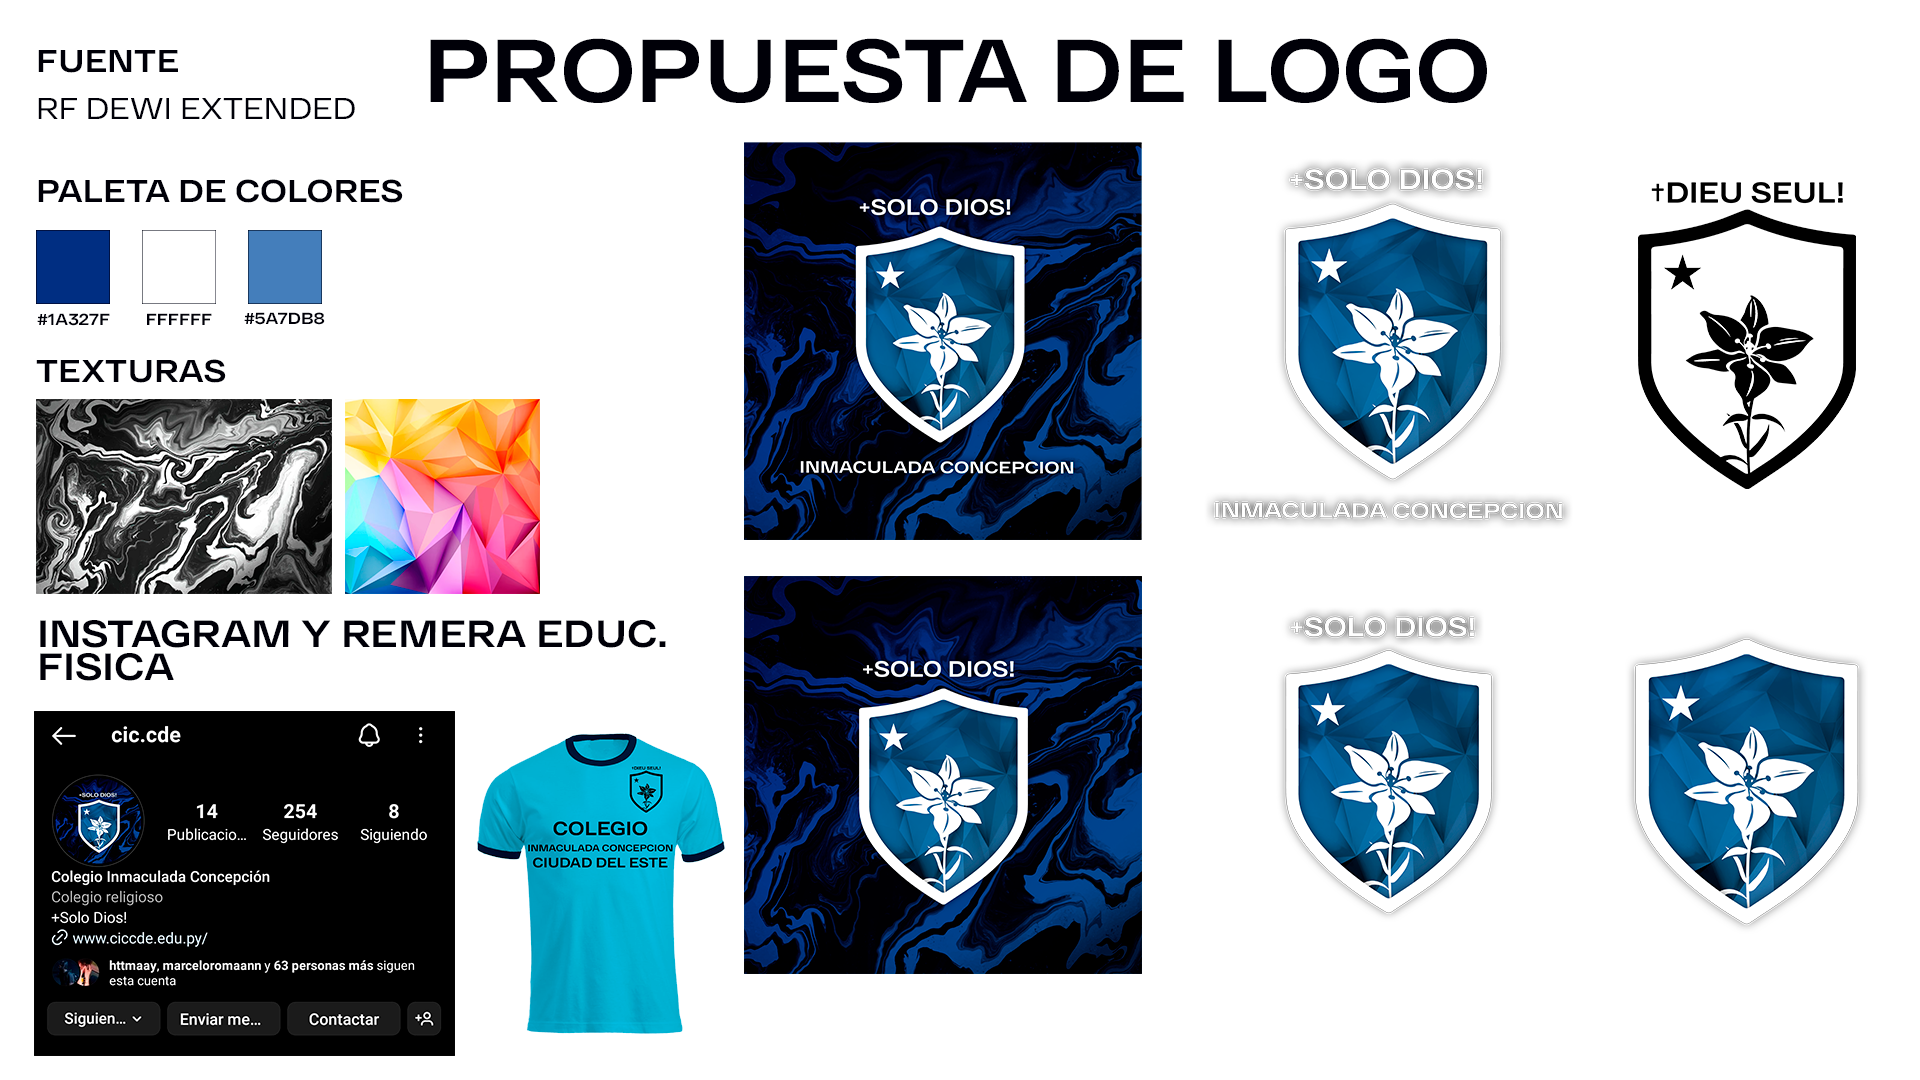 PROPUESTA DE LOGO
FUENTE
RF DEWI EXTENDED
PALETA DE COLORES
#1A327F
FFFFFF
#5A7DB8
TEXTURAS
INSTAGRAM Y REMERA EDUC.
FISICA
cic.cde
+SOLO DIOS!
14
254
8
Publicacio...
Seguidores
Siguiendo
Colegio Inmaculada Concepción
Colegio religioso
+Solo Dios!
www.ciccde.edu.py/
httmaay, marceloromaann y 63 personas más siguen
esta cuenta
Siguien...
Enviar me...
Contactar
†DIEU SEUL!
COLEGIO
INMACULADA CONCEPCION
CIUDAD DEL ESTE
+SOLO DIOS!
INMACULADA CONCEPCION
+SOLO DIOS!
INMACULADA CONCEPCION
†DIEU SEUL!
+SOLO DIOS!
+SOLO DIOS!